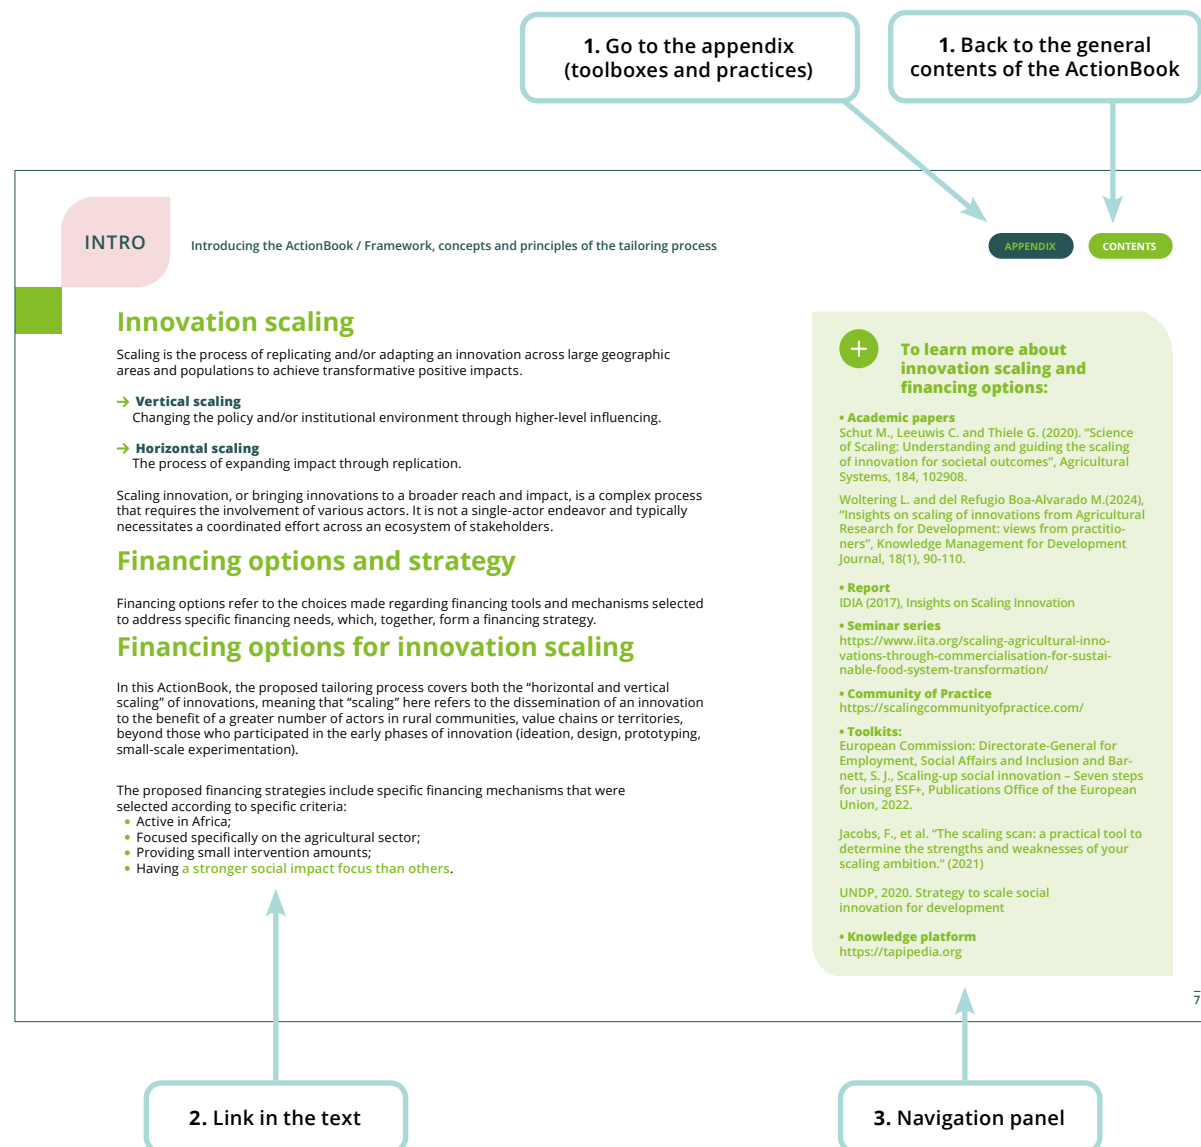 1. Go to the appendix
(toolboxes and practices)
1. Back to the general
contents of the ActionBook
INTRO
Introducing the ActionBook / Framework, concepts and principles of the tailoring process
APPENDIX
CONTENTS
Innovation scaling
Scaling is the process of replicating and/or adapting an innovation across large geographic
areas and populations to achieve transformative positive impacts.
→ Vertical scaling
Changing the policy and/or institutional environment through higher-level influencing.
→ Horizontal scaling
The process of expanding impact through replication.
Scaling innovation, or bringing innovations to a broader reach and impact, is a complex process
that requires the involvement of various actors. It is not a single-actor endeavor and typically
necessitates a coordinated effort across an ecosystem of stakeholders.
Financing options and strategy
Financing options refer to the choices made regarding financing tools and mechanisms selected
to address specific financing needs, which, together, form a financing strategy.
Financing options for innovation scaling
In this ActionBook, the proposed tailoring process covers both the “horizontal and vertical
scaling” of innovations, meaning that “scaling” here refers to the dissemination of an innovation
to the benefit of a greater number of actors in rural communities, value chains or territories,
beyond those who participated in the early phases of innovation (ideation, design, prototyping,
small-scale experimentation).
The proposed financing strategies include specific financing mechanisms that were
selected according to specific criteria:
• Active in Africa;
• Focused specifically on the agricultural sector;
• Providing small intervention amounts;
• Having a stronger social impact focus than others.
+
To learn more about
innovation scaling and
financing options:
• Academic papers
Schut M., Leeuwis C. and Thiele G. (2020). “Science
of Scaling: Understanding and guiding the scaling
of innovation for societal outcomes”, Agricultural
Systems, 184, 102908.
Woltering L. and del Refugio Boa-Alvarado M.(2024),
“Insights on scaling of innovations from Agricultural
Research for Development: views from practitio-
ners”, Knowledge Management for Development
Journal, 18(1), 90-110.
• Report
IDIA (2017), Insights on Scaling Innovation
• Seminar series
https://www.iita.org/scaling-agricultural-inno-
vations-through-commercialisation-for-sustai-
nable-food-system-transformation/
• Community of Practice
https://scalingcommunityofpractice.com/
• Toolkits:
European Commission: Directorate-General for
Employment, Social Affairs and Inclusion and Bar-
nett, S. J., Scaling-up social innovation – Seven steps
for using ESF+, Publications Office of the European
Union, 2022.
Jacobs, F., et al. “The scaling scan: a practical tool to
determine the strengths and weaknesses of your
scaling ambition.” (2021)
UNDP, 2020. Strategy to scale social
innovation for development
• Knowledge platform
https://tapipedia.org
7
2. Link in the text
3. Navigation panel